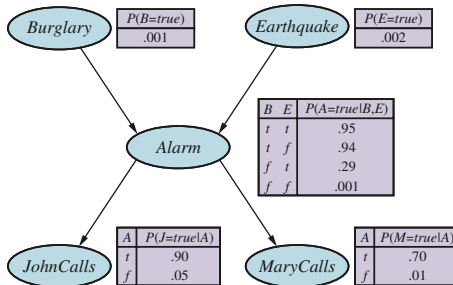 Burglary
P(B=true)
.001
Earthquake
P(E=true)
.002
B E P(A=true|B,E)
t t .95
t f .94
f t .29
f f .001
Alarm
A P(J=true|A)
t .90
f .05
A P(M=true|A)
t .70
f .01
JohnCalls
MaryCalls